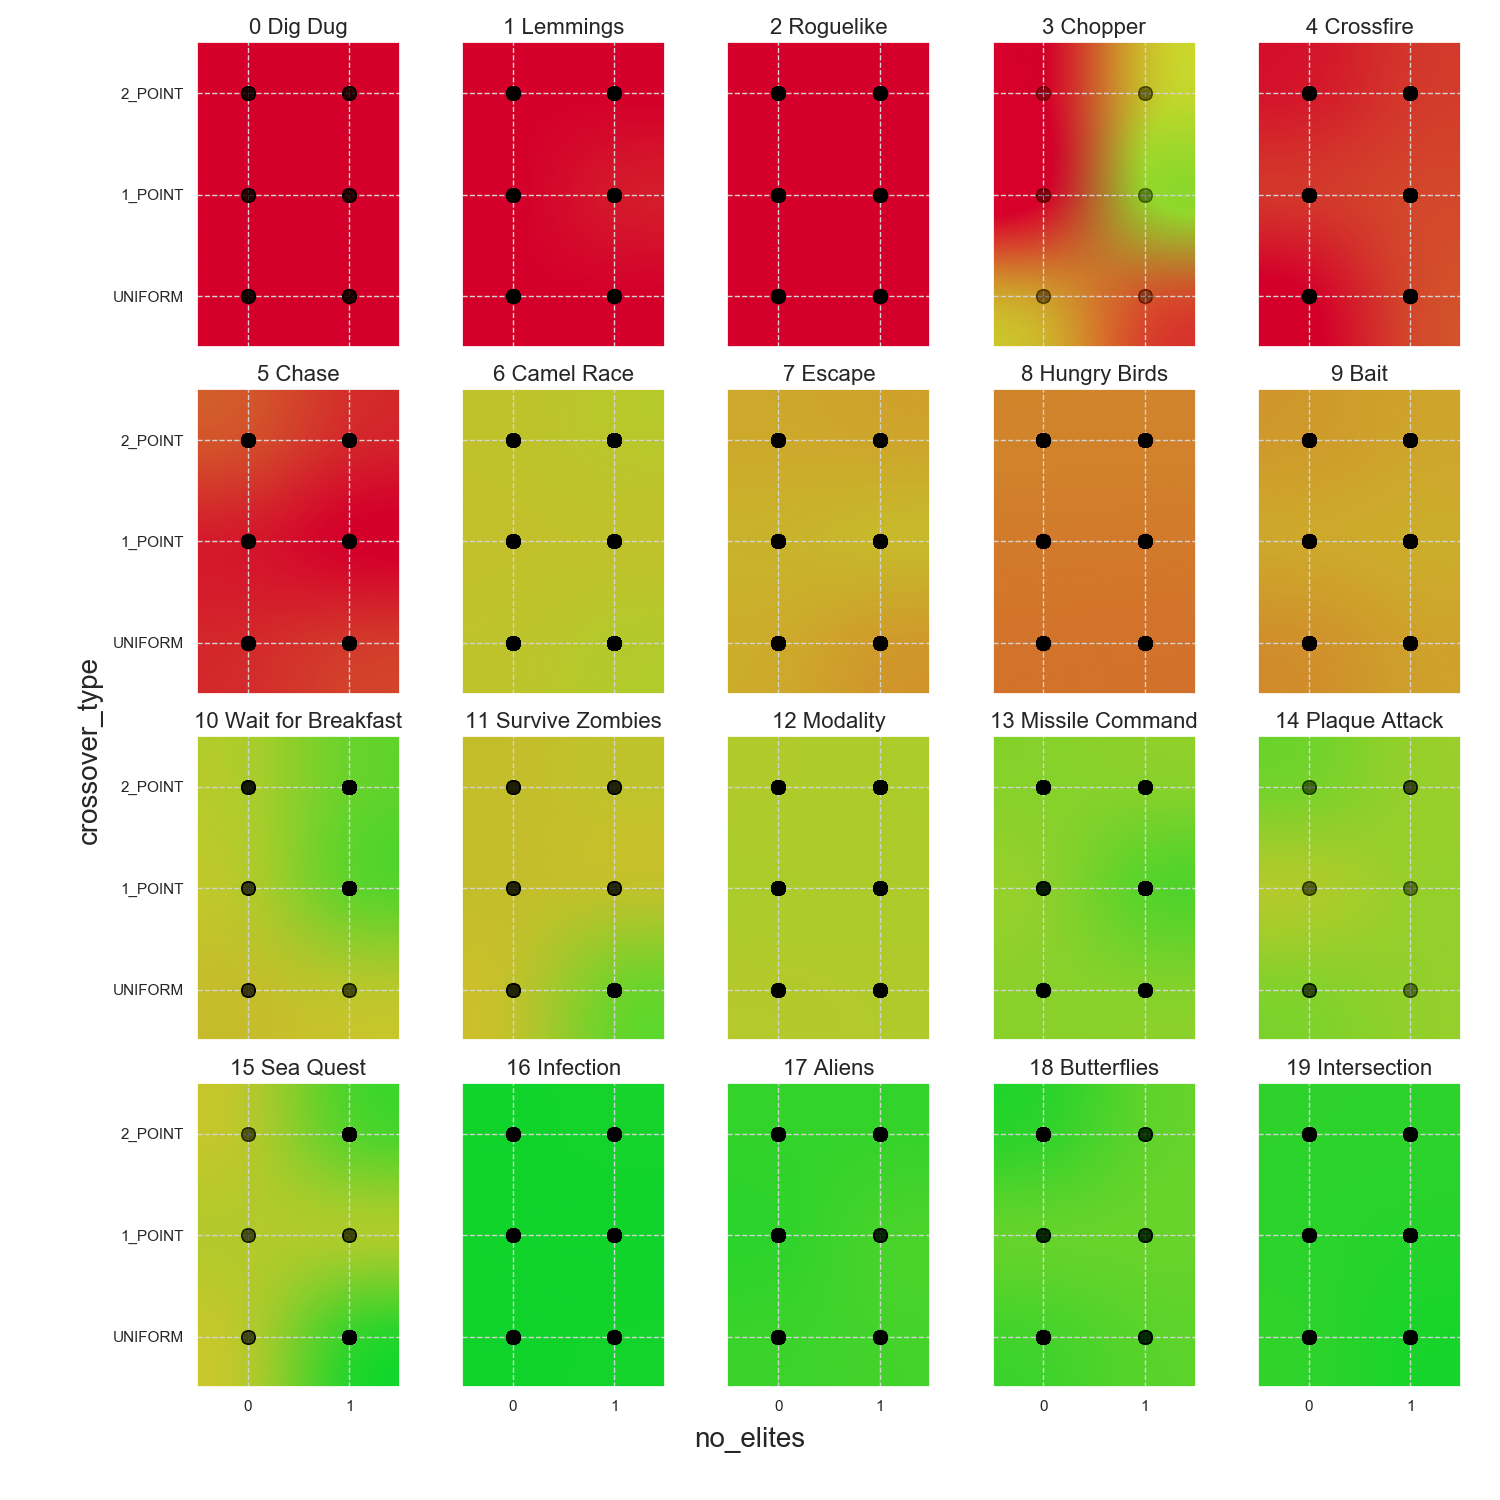 0 Dig Dug
1 Lemmings
2 Roguelike
3 Chopper
4 Crossfire
2_POINT
1_POINT
UNIFORM
5 Chase
6 Camel Race
7 Escape
8 Hungry Birds
9 Bait
2_POINT
1_POINT
UNIFORM
crossover_type
10 Wait for Breakfast
11 Survive Zombies
12 Modality
13 Missile Command
14 Plaque Attack
2_POINT
1_POINT
UNIFORM
15 Sea Quest
16 Infection
17 Aliens
18 Butterflies
19 Intersection
2_POINT
1_POINT
UNIFORM
0 1 0 1 0 1 0 1 0 1
no_elites